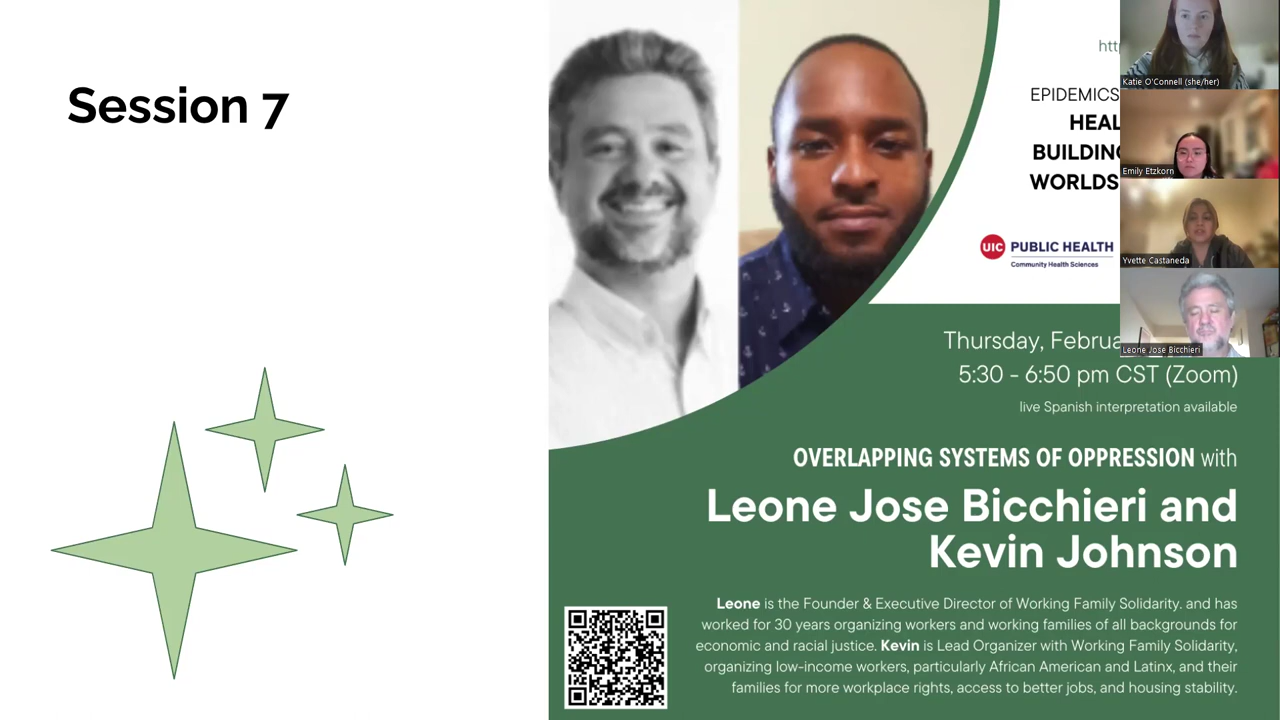 Session 7
EPIDEMICS
HEAL
BUILDING
WORLDS
UIC PUBLIC HEALTH
Community Health Sciences
Thursday, Februa
5:30 - 6:50 pm CST (Zoom)
live Spanish interpretation available
OVERLAPPING SYSTEMS OF OPPRESSION with
Leone Jose Bicchieri and
Kevin Johnson
Leone is the Founder & Executive Director of Working Family Solidarity. and has
worked for 30 years organizing workers and working families of all backgrounds for
economic and racial justice. Kevin is Lead Organizer with Working Family Solidarity,
organizing low-income workers, particularly African American and Latinx, and their
families for more workplace rights, access to better jobs, and housing stability.
Katie O'Connell (she/her)
Emily Etzkorn
Yvette Castaneda
Leone Jose Bicchieri